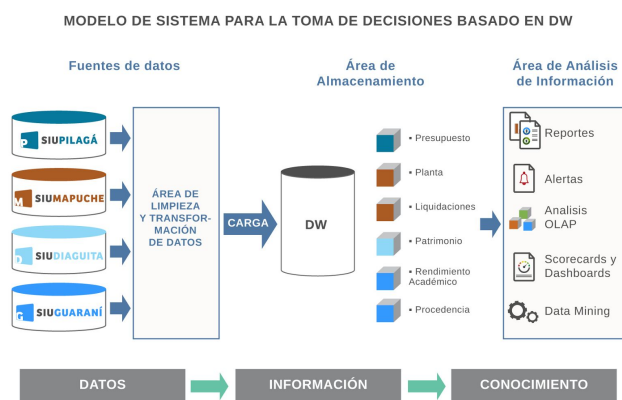 MODELO DE SISTEMA PARA LA TOMA DE DECISIONES BASADO EN DW
Fuentes de datos
Área de
Almacenamiento
Área de Análisis
de Información
P SIUPILAGÁ
M SIUMAPUCHE
D SIUDIAGUITA
G SIUGUARANÍ
ÁREA DE
LIMPIEZA
Y TRANSFOR-
MACIÓN
DE DATOS
CARGA
DW
▪ Presupuesto
▪ Planta
▪ Liquidaciones
▪ Patrimonio
▪ Rendimiento
Académico
▪ Procedencia
Reportes
Alertas
Analisis
OLAP
Scorecards y
Dashboards
Data Mining
DATOS
INFORMACIÓN
CONOCIMIENTO